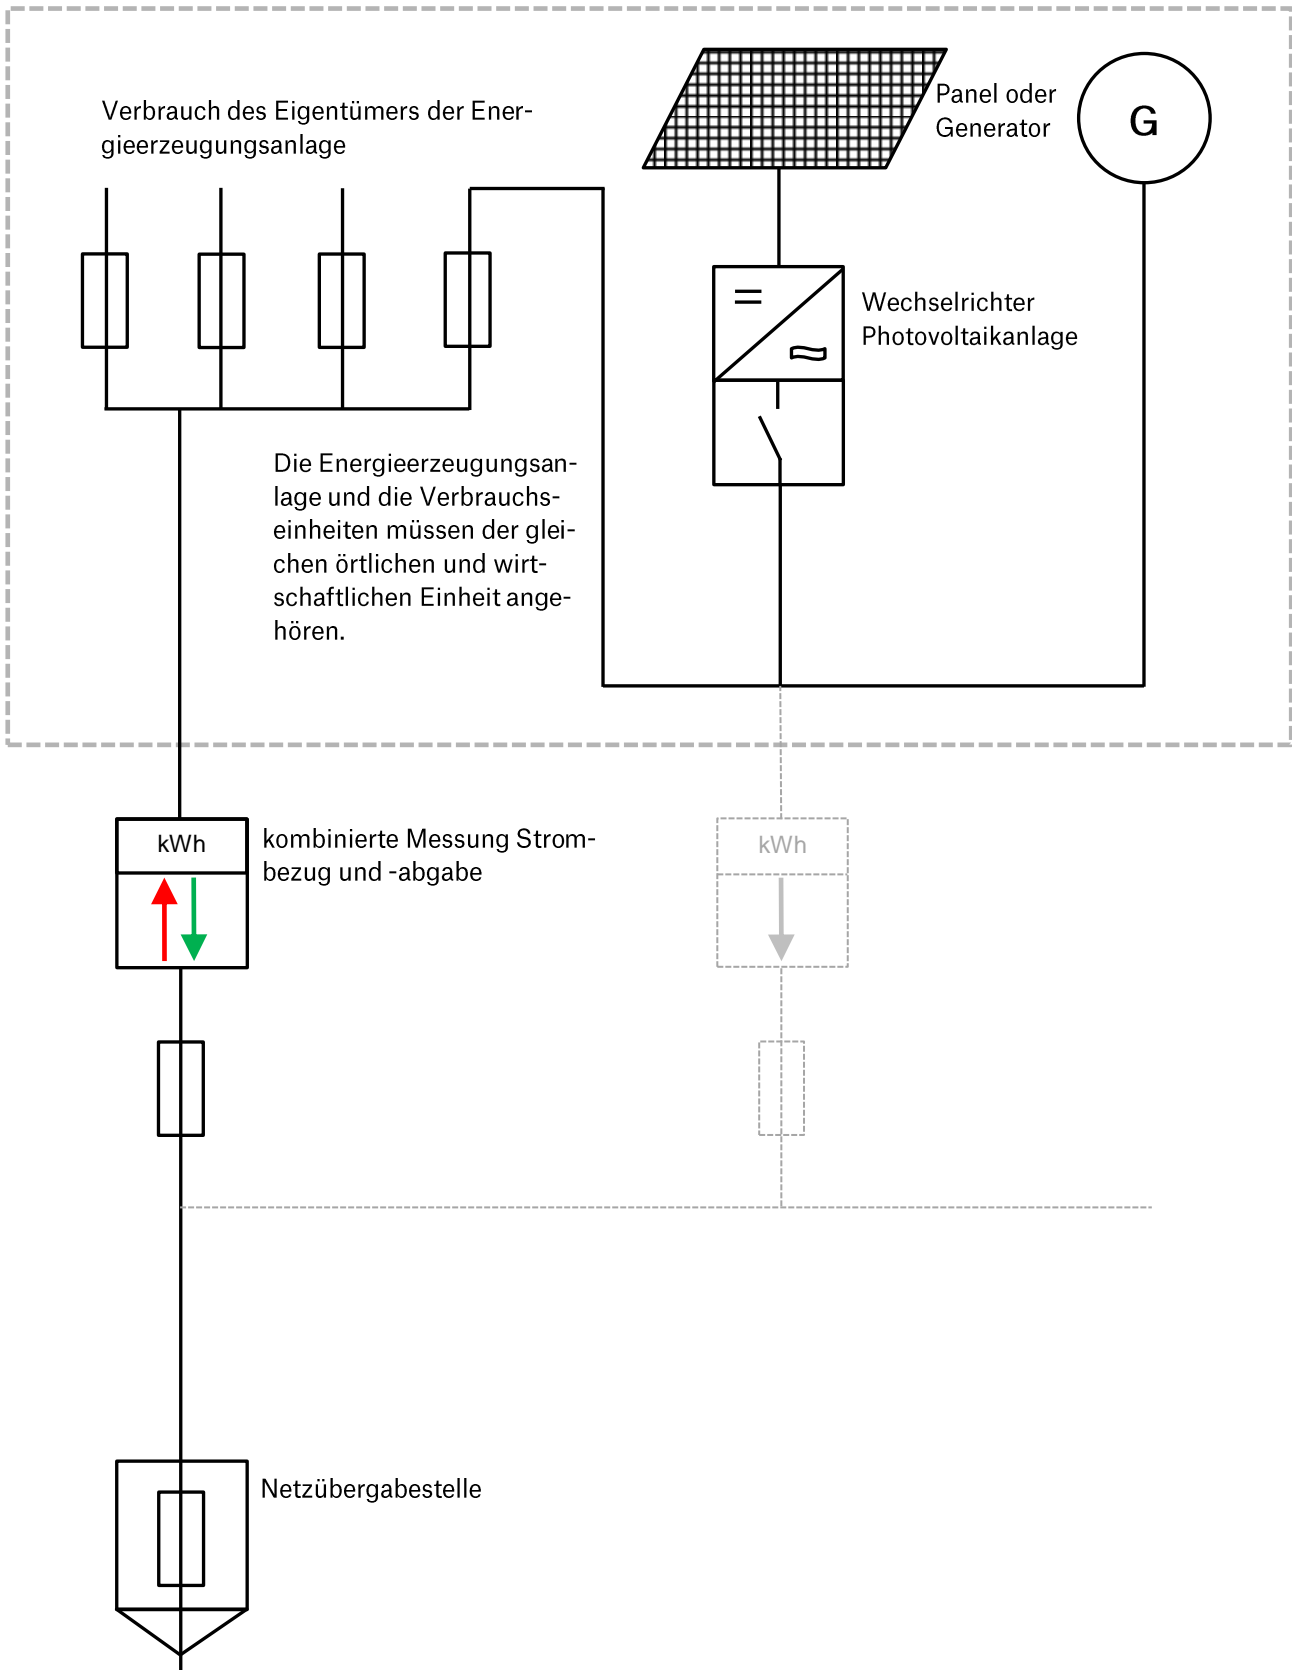 Verbrauch des Eigentümers der Ener-
gieerzeugungsanlage
Panel oder
Generator
G
Wechselrichter
Photovoltaikanlage
Die Energieerzeugungsan-
lage und die Verbrauchs-
einheiten müssen der glei-
chen örtlichen und wirt-
schaftlichen Einheit ange-
hören.
kWh
kombinierte Messung Strom-
bezug und -abgabe
kWh
Netzübergabestelle